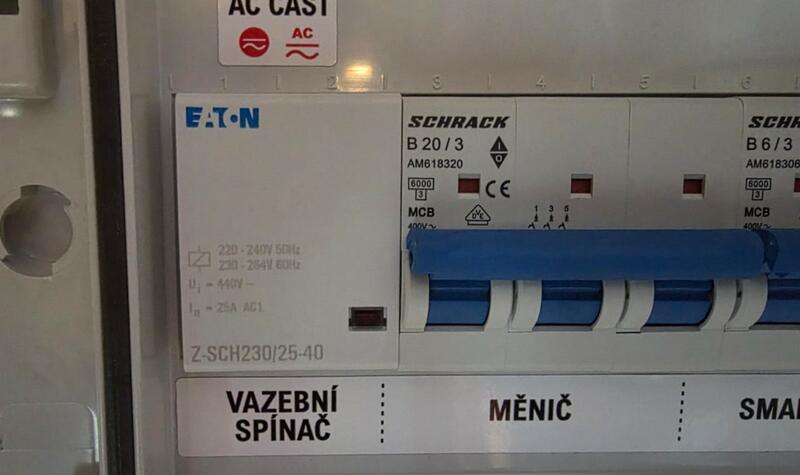 AC ČÁST
AC
1 2 3 4 5 6
EATON
220 - 240V 50Hz
230 - 264V 60Hz
Ui = 440V ~
In = 25A AC1
Z-SCH230/25-40
SCHRACK
B 20 / 3
I
O
AM618320
6000
3
CE
MCB
400V~
1 3 5
SCHRACK
B 6 / 3
AM618306
6000
3
MCB
400V~
VAZEBNÍ
SPÍNAČ
MĚNIČ
SMA